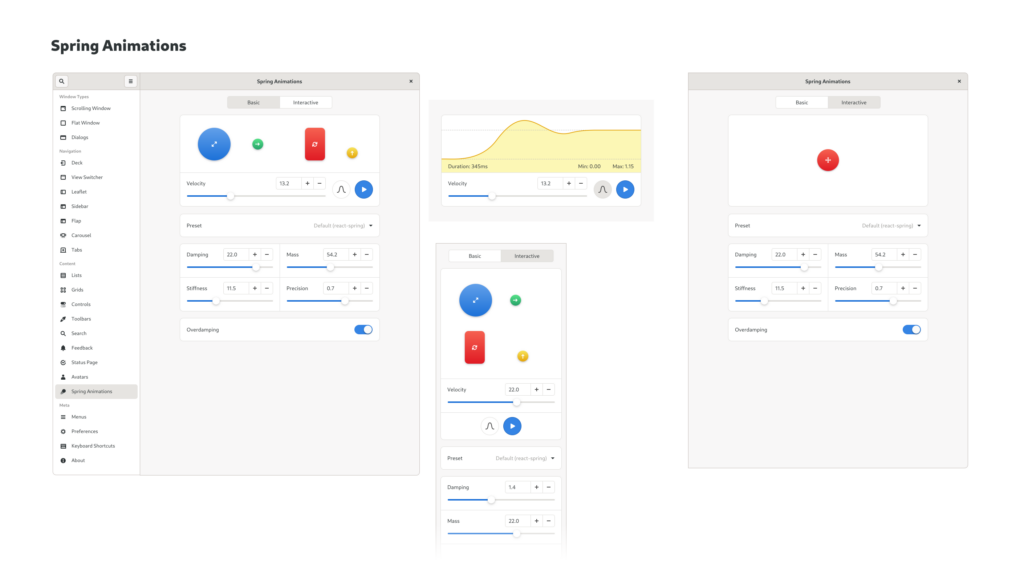 Spring Animations
Spring Animations
Window Types
Scrolling Window
Flat Window
Dialogs
Navigation
Deck
View Switcher
Leaflet
Sidebar
Flap
Carousel
Tabs
Content
Lists
Grids
Controls
Toolbars
Search
Feedback
Status Page
Avatars
Spring Animations
Meta
Menus
Preferences
Keyboard Shortcuts
About
Basic Interactive
Velocity 13.2 + −
Preset Default (react-spring)
Damping 22.0 + − Mass 54.2 + −
Stiffness 11.5 + − Precision 0.7 + −
Overdamping
Duration: 345ms Min: 0.00 Max: 1.15
Velocity 13.2 + −
Basic Interactive
Velocity 22.0 + −
Preset Default (react-spring)
Damping 1.4 + −
Mass 22.0 + −
Spring Animations
Basic Interactive
Preset Default (react-spring)
Damping 22.0 + − Mass 54.2 + −
Stiffness 11.5 + − Precision 0.7 + −
Overdamping